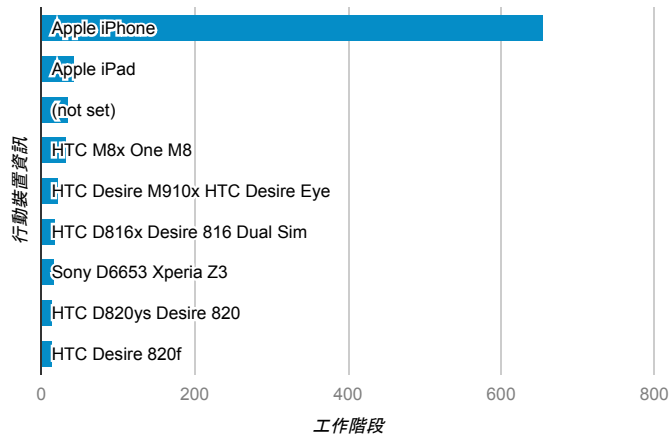 Apple iPhone
Apple iPad
(not set)
HTC M8x One M8
HTC Desire M910x HTC Desire Eye
HTC D816x Desire 816 Dual Sim
Sony D6653 Xperia Z3
HTC D820ys Desire 820
HTC Desire 820f
行動裝置資訊
0 200 400 600 800
工作階段